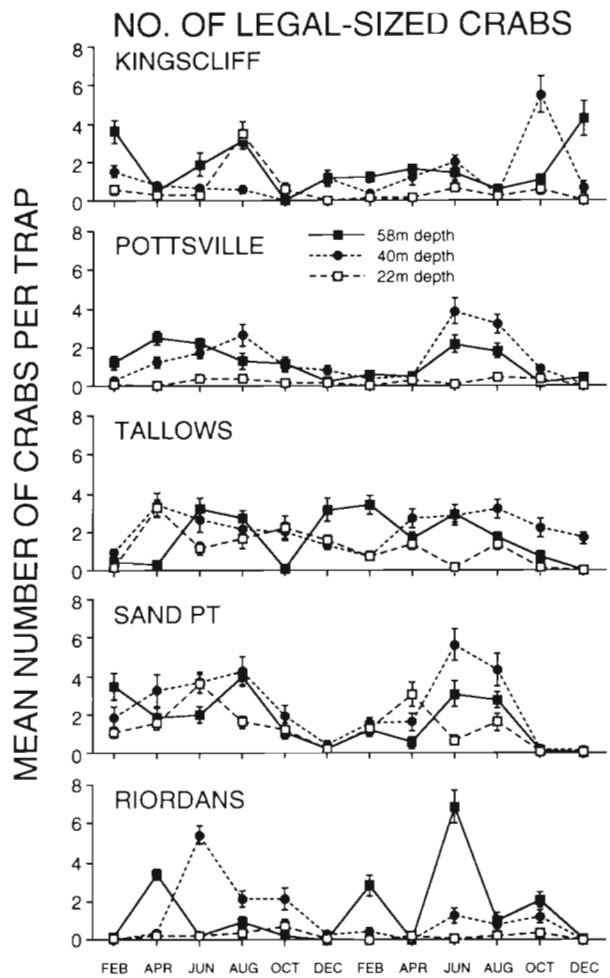 NO. OF LEGAL-SIZED CRABS
MEAN NUMBER OF CRABS PER TRAP
KINGSCLIFF
8
6
4
2
0
POTTSVILLE
58m depth
40m depth
22m depth
8
6
4
2
0
TALLOWS
8
6
4
2
0
SAND PT
8
6
4
2
0
RIORDANS
8
6
4
2
0
FEB APR JUN AUG OCT DEC FEB APR JUN AUG OCT DEC